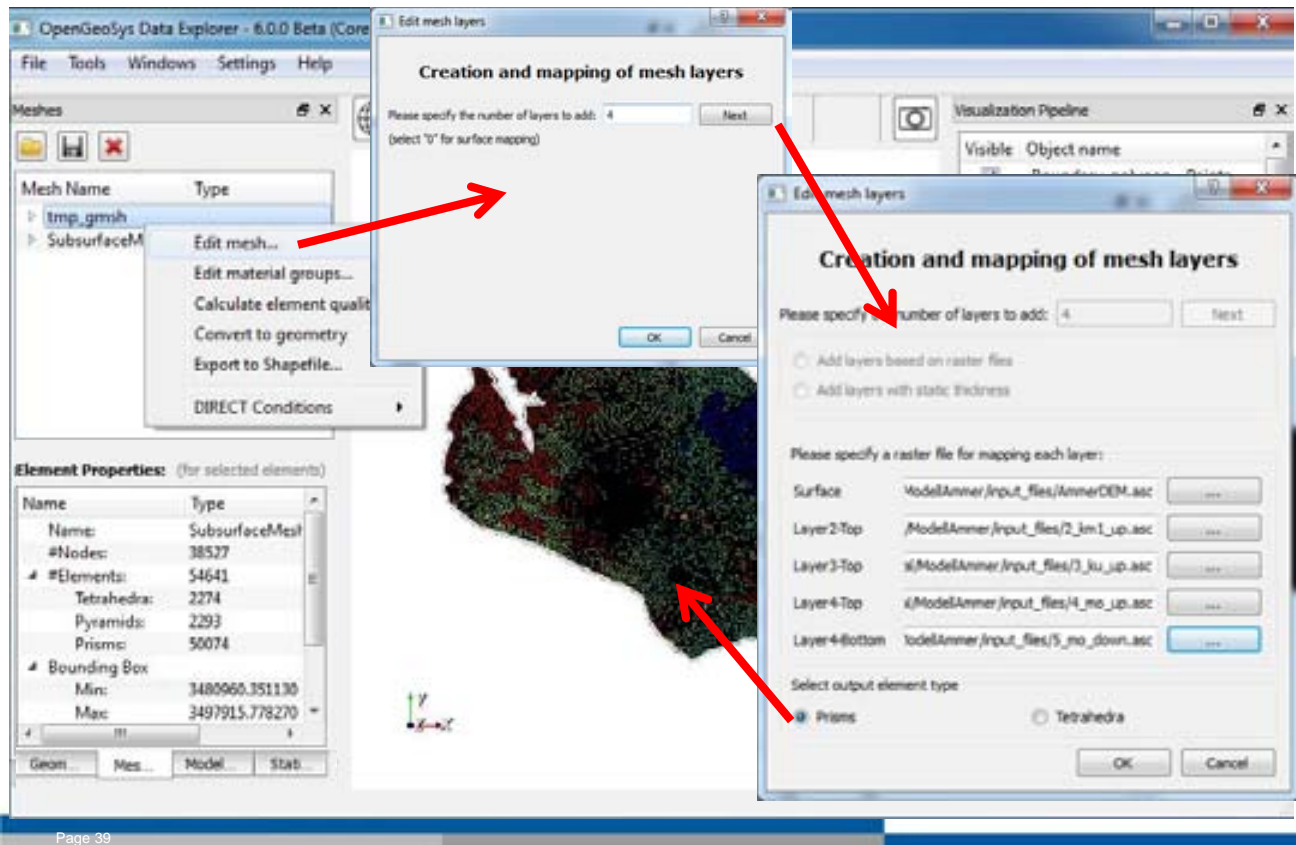 OpenGeoSys Data Explorer - 6.0.0 Beta (Core
File Tools Windows Settings Help
Meshes
Mesh Name Type
tmp_gmsh
SubsurfaceM
Edit mesh...
Edit material groups...
Calculate element qualit
Convert to geometry
Export to Shapefile...
DIRECT Conditions
Element Properties: (for selected elements)
Name Type
Name: SubsurfaceMesh
#Nodes: 38527
#Elements: 54641
Tetrahedra: 2274
Pyramids: 2293
Prisms: 50074
Bounding Box
Min: 3480960.351130
Max: 3497915.778270
Geom... Mes... Model... Stati...
Edit mesh layers
Creation and mapping of mesh layers
Please specify the number of layers to add: 4 Next
(select "0" for surface mapping)
OK Cancel
Visualization Pipeline
Visible Object name
Y
X Z
Edit mesh layers
Creation and mapping of mesh layers
Please specify number of layers to add: 4 Next
Add layers based on raster files
Add layers with static thickness
Please specify a raster file for mapping each layer:
Surface ModellAmmer/input_files/AmmerDEM.asc ...
Layer2-Top /ModellAmmer/input_files/2_km1_up.asc ...
Layer3-Top /ModellAmmer/input_files/3_ku_up.asc ...
Layer4-Top /ModellAmmer/input_files/4_mo_up.asc ...
Layer4-Bottom lodellAmmer/input_files/5_mo_down.asc ...
Select output element type
Prisms Tetrahedra
OK Cancel
Page 39